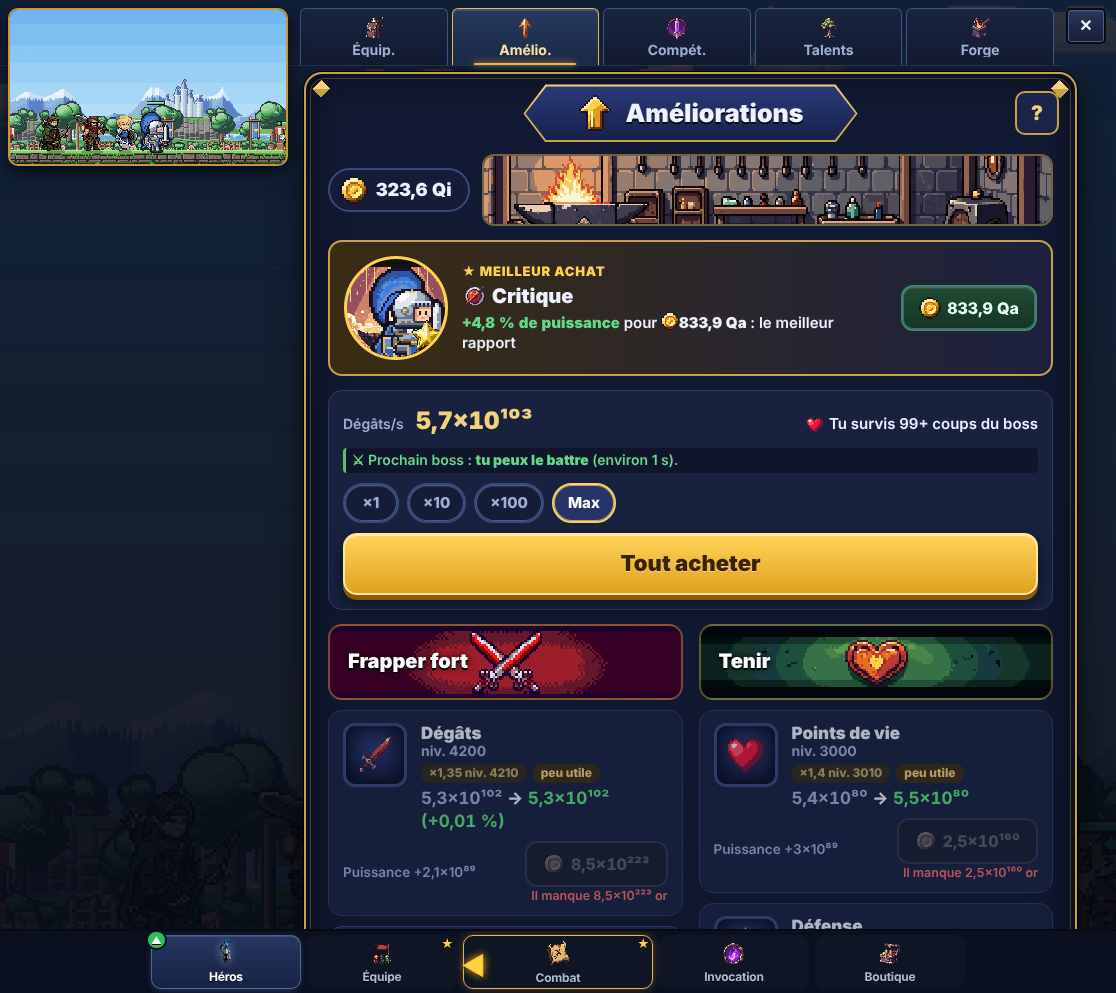 Équip.
Amélio.
Compét.
Talents
Forge
×
Améliorations
?
323,6 Qi
★ MEILLEUR ACHAT
Critique
+4,8 % de puissance pour 833,9 Qa : le meilleur
rapport
833,9 Qa
Dégâts/s 5,7×10¹⁰³
Tu survis 99+ coups du boss
⚔ Prochain boss : tu peux le battre (environ 1 s).
×1
×10
×100
Max
Tout acheter
Frapper fort
Tenir
Dégâts
niv. 4200
×1,35 niv. 4210
peu utile
5,3×10¹⁰² → 5,3×10¹⁰²
(+0,01 %)
Puissance +2,1×10⁸⁹
8,5×10²²³
Il manque 8,5×10²²³ or
Points de vie
niv. 3000
×1,4 niv. 3010
peu utile
5,4×10⁸⁰ → 5,5×10⁸⁰
Puissance +3×10⁸⁹
2,5×10¹⁶⁰
Il manque 2,5×10¹⁶⁰ or
Défense
Héros
Équipe
Combat
Invocation
Boutique